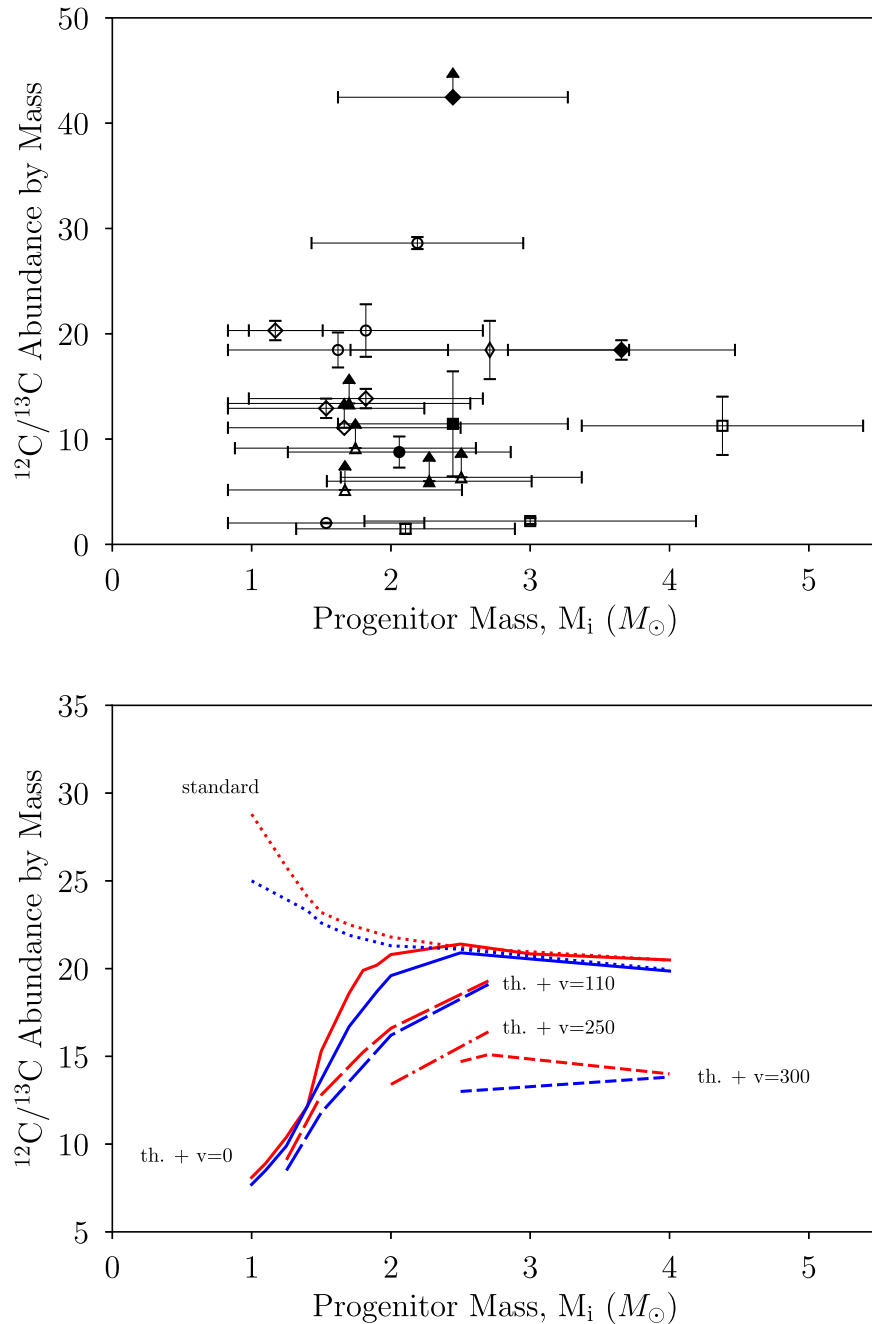 50
40
30
20
10
0
¹²C/¹³C Abundance by Mass
0 1 2 3 4 5
Progenitor Mass, Mᵢ (M⊙)
35
30
25
20
15
10
5
¹²C/¹³C Abundance by Mass
standard
th. + v=110
th. + v=250
th. + v=300
th. + v=0
0 1 2 3 4 5
Progenitor Mass, Mᵢ (M⊙)